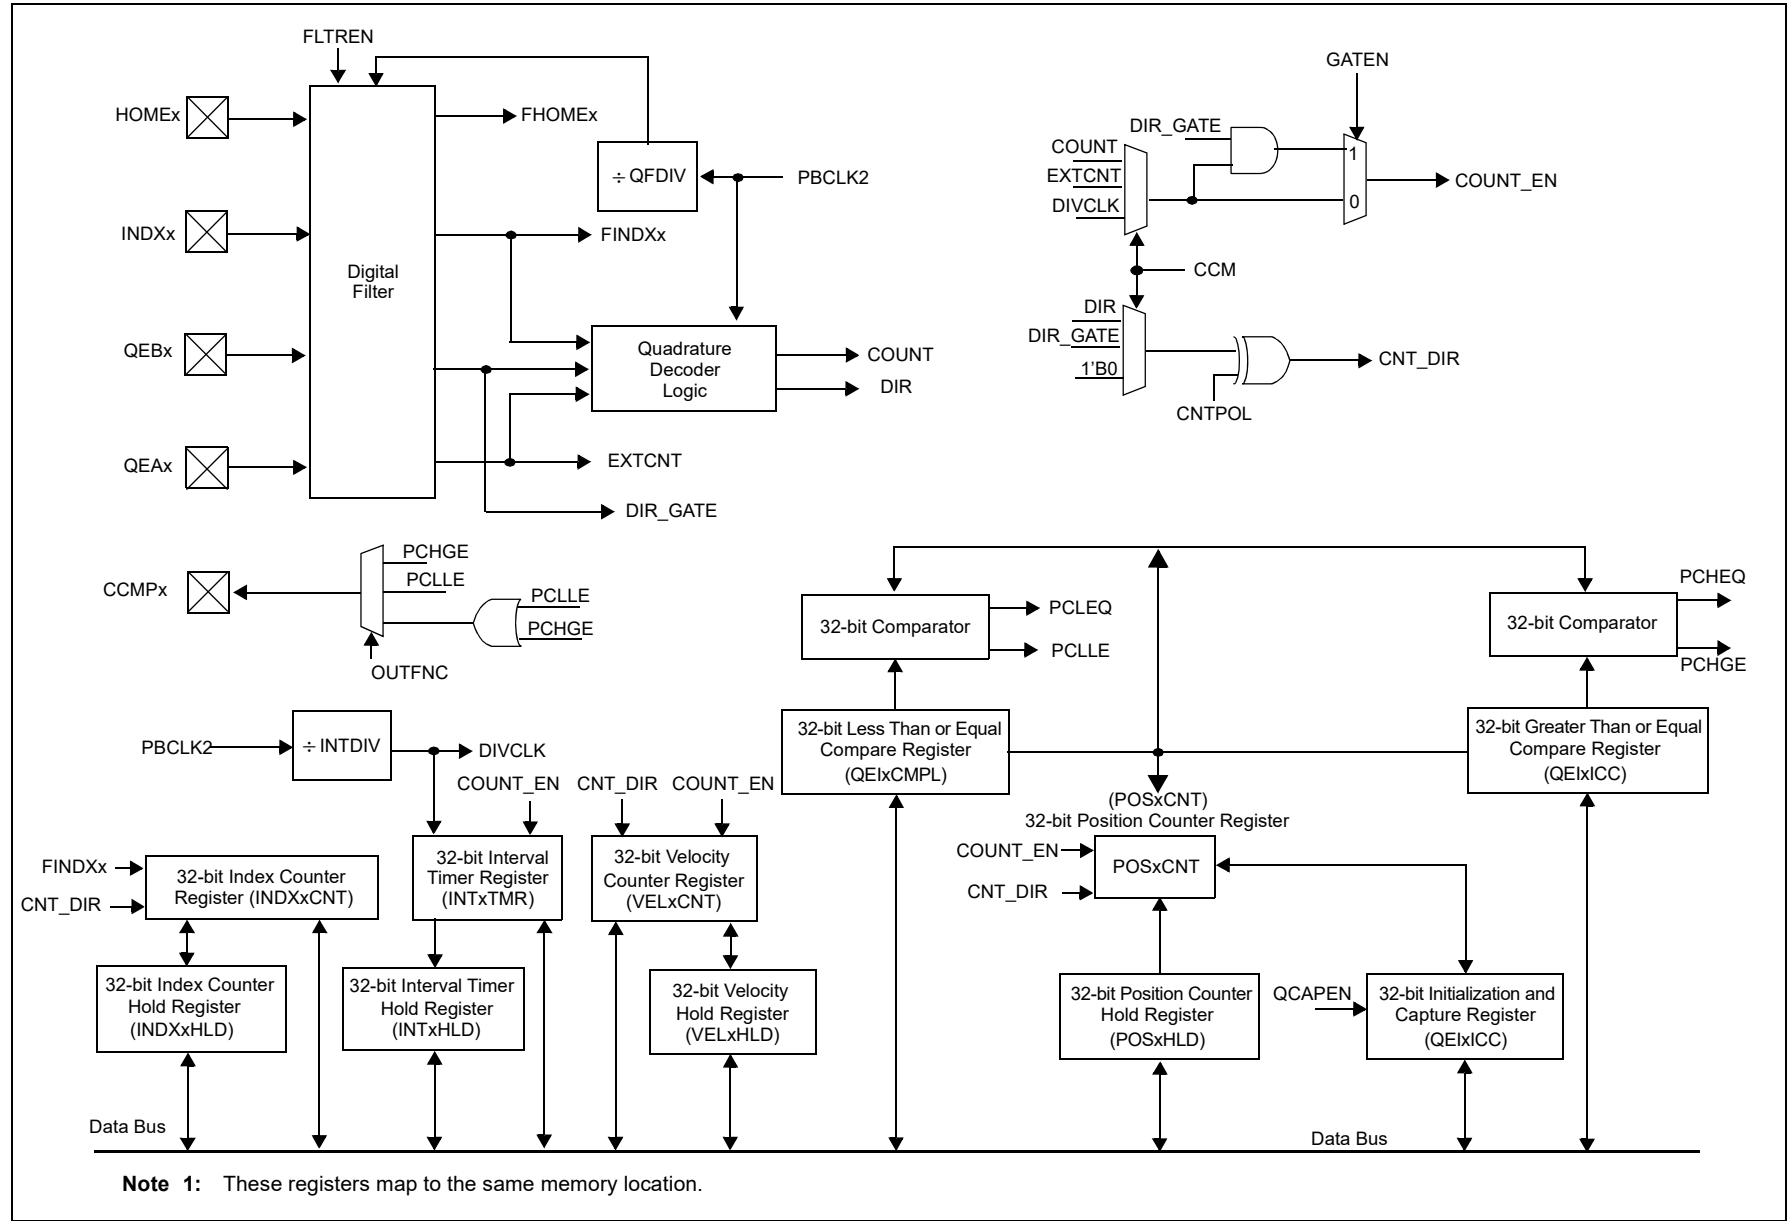 FLTREN
HOMEx
INDXx
QEBx
QEAx
Digital
Filter
FHOMEx
÷ QFDIV
PBCLK2
FINDXx
Quadrature
Decoder
Logic
COUNT
DIR
EXTCNT
DIR_GATE
GATEN
DIR_GATE
COUNT
EXTCNT
DIVCLK
1
0
COUNT_EN
CCM
DIR
DIR_GATE
1'B0
CNTPOL
CNT_DIR
CCMPx
PCHGE
PCLLE
PCLLE
PCHGE
OUTFNC
32-bit Comparator
PCLEQ
PCLLE
32-bit Comparator
PCHEQ
PCHGE
32-bit Less Than or Equal
Compare Register
(QEIxCMPL)
32-bit Greater Than or Equal
Compare Register
(QEIxICC)
PBCLK2
÷ INTDIV
DIVCLK
COUNT_EN
CNT_DIR
COUNT_EN
(POSxCNT)
32-bit Position Counter Register
COUNT_EN
CNT_DIR
POSxCNT
FINDXx
CNT_DIR
32-bit Index Counter
Register (INDXxCNT)
32-bit Interval
Timer Register
(INTxTMR)
32-bit Velocity
Counter Register
(VELxCNT)
32-bit Index Counter
Hold Register
(INDXxHLD)
32-bit Interval Timer
Hold Register
(INTxHLD)
32-bit Velocity
Hold Register
(VELxHLD)
32-bit Position Counter
Hold Register
(POSxHLD)
QCAPEN
32-bit Initialization and
Capture Register
(QEIxICC)
Data Bus
Data Bus
Note 1: These registers map to the same memory location.